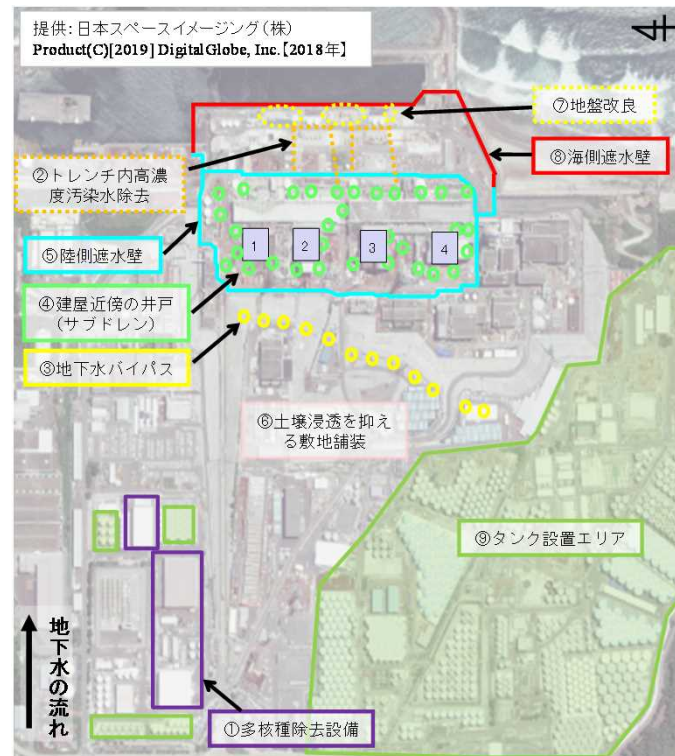 提供：日本スペースイメージング（株）
Product(C)[2019] DigitalGlobe, Inc.【2018年】
⑦地盤改良
②トレンチ内高濃
度汚染水除去
⑧海側遮水壁
⑤陸側遮水壁
1
2
3
4
④建屋近傍の井戸
（サブドレン）
③地下水バイパス
⑥土壌浸透を抑え
る敷地舗装
⑨タンク設置エリア
地下水の流れ
①多核種除去設備